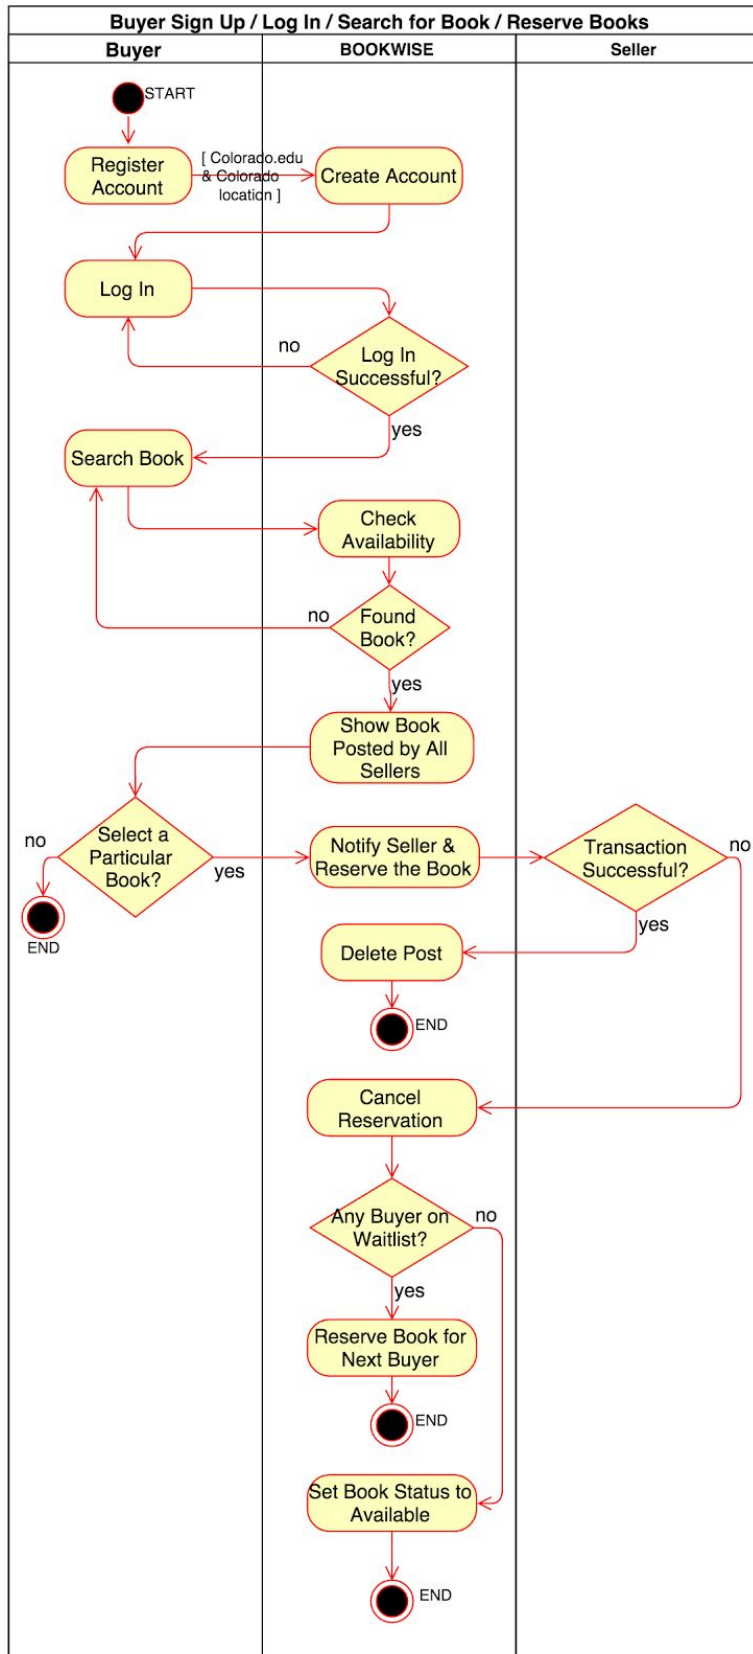 Buyer Sign Up / Log In / Search for Book / Reserve Books
Buyer
BOOKWISE
Seller
START
Register
Account
[ Colorado.edu
& Colorado
location ]
Create Account
Log In
no
Log In
Successful?
yes
Search Book
Check
Availability
no
Found
Book?
yes
Show Book
Posted by All
Sellers
no
Select a
Particular
Book?
yes
END
Notify Seller &
Reserve the Book
Transaction
Successful?
no
yes
Delete Post
END
Cancel
Reservation
Any Buyer on
Waitlist?
no
yes
Reserve Book for
Next Buyer
END
Set Book Status to
Available
END